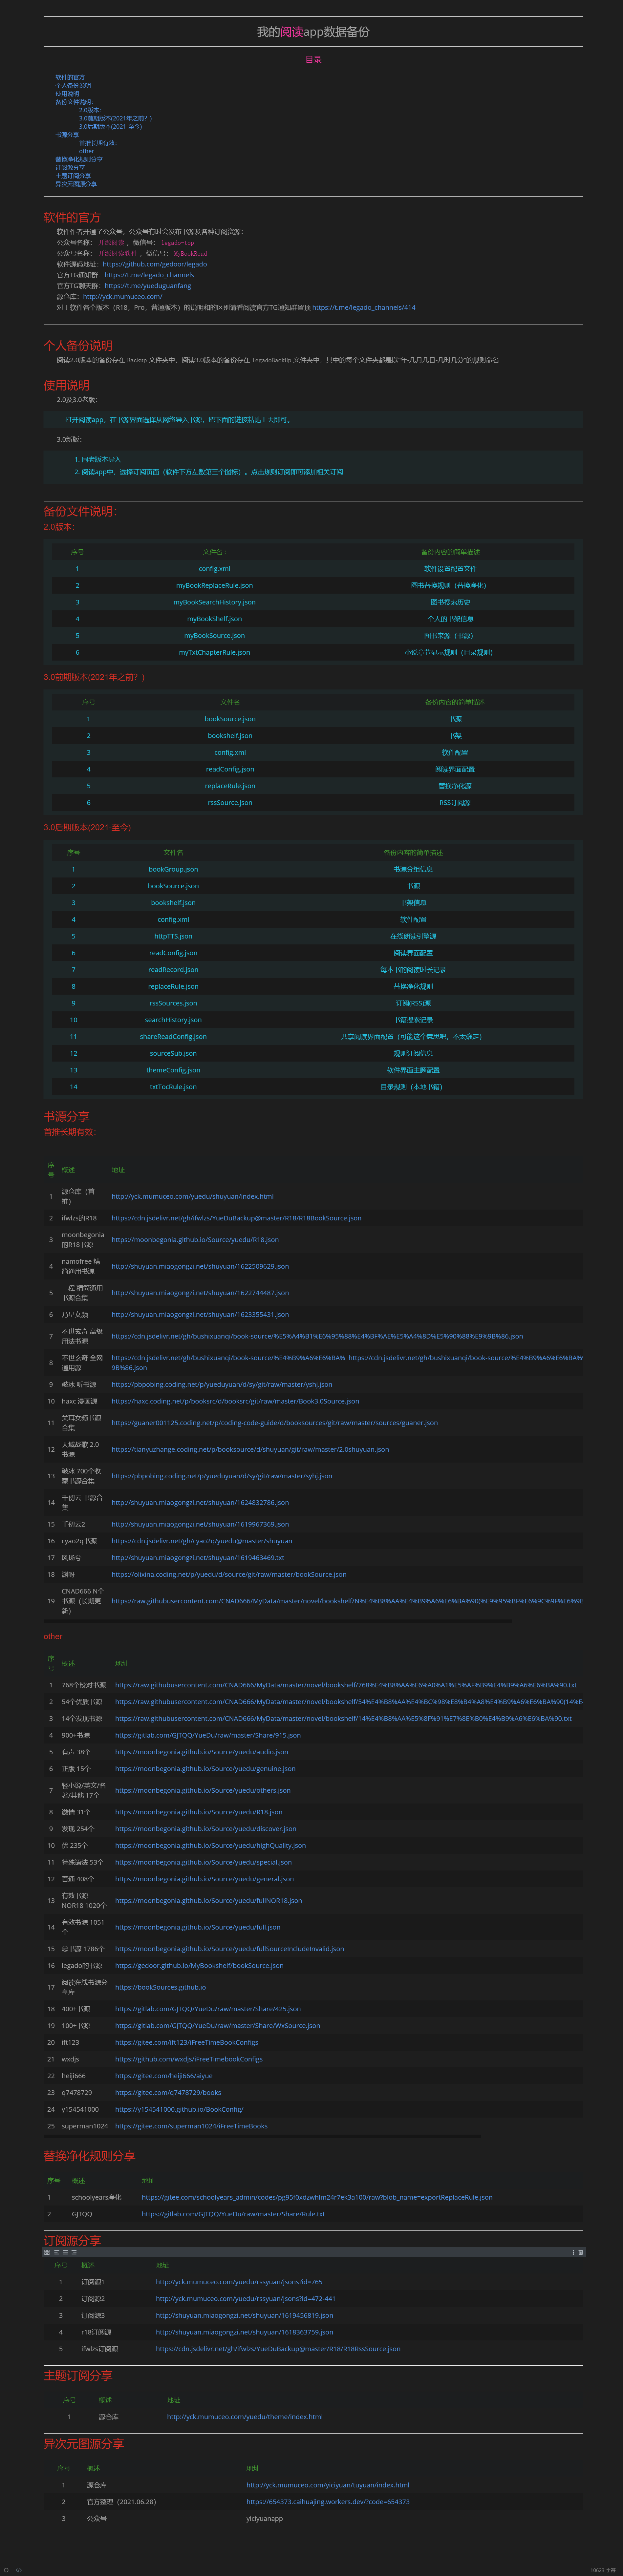 我的阅读app数据备份
目录
软件的官方
个人备份说明
使用说明
备份文件说明：
2.0版本：
3.0前期版本(2021年之前？)
3.0后期版本(2021-至今)
书源分享
首推长期有效：
other
替换净化规则分享
订阅源分享
主题订阅分享
异次元图源分享
软件的官方
软件作者开通了公众号，公众号有时会发布书源及各种订阅资源：
公众号名称： 开源阅读 ，微信号： legado-top
公众号名称： 开源阅读软件 ，微信号： MyBookRead
软件源码地址：https://github.com/gedoor/legado
官方TG通知群：https://t.me/legado_channels
官方TG聊天群：https://t.me/yueduguanfang
源仓库：http://yck.mumuceo.com/
对于软件各个版本（R18，Pro，普通版本）的说明和的区别请看阅读官方TG通知群置顶 https://t.me/legado_channels/414
个人备份说明
阅读2.0版本的备份存在 Backup 文件夹中，阅读3.0版本的备份存在 legadoBackUp 文件夹中，其中的每个文件夹都是以“年-几月几日-几时几分”的规则命名
使用说明
2.0及3.0老版：
打开阅读app，在书源界面选择从网络导入书源，把下面的链接粘贴上去即可。
3.0新版：
1. 同老版本导入
2. 阅读app中，选择订阅页面（软件下方左数第三个图标）。点击规则订阅即可添加相关订阅
备份文件说明：
2.0版本：
序号 文件名： 备份内容的简单描述
1 config.xml 软件设置配置文件
2 myBookReplaceRule.json 图书替换规则（替换净化）
3 myBookSearchHistory.json 图书搜索历史
4 myBookShelf.json 个人的书架信息
5 myBookSource.json 图书来源（书源）
6 myTxtChapterRule.json 小说章节显示规则（目录规则）
3.0前期版本(2021年之前？)
序号 文件名 备份内容的简单描述
1 bookSource.json 书源
2 bookshelf.json 书架
3 config.xml 软件配置
4 readConfig.json 阅读界面配置
5 replaceRule.json 替换净化源
6 rssSource.json RSS订阅源
3.0后期版本(2021-至今)
序号 文件名 备份内容的简单描述
1 bookGroup.json 书源分组信息
2 bookSource.json 书源
3 bookshelf.json 书架信息
4 config.xml 软件配置
5 httpTTS.json 在线朗读引擎源
6 readConfig.json 阅读界面配置
7 readRecord.json 每本书的阅读时长记录
8 replaceRule.json 替换净化规则
9 rssSources.json 订阅(RSS)源
10 searchHistory.json 书籍搜索记录
11 shareReadConfig.json 共享阅读界面配置（可能这个意思吧，不太确定）
12 sourceSub.json 规则订阅信息
13 themeConfig.json 软件界面主题配置
14 txtTocRule.json 目录规则（本地书籍）
书源分享
首推长期有效：
序号 概述 地址
1 源仓库（首推） http://yck.mumuceo.com/yuedu/shuyuan/index.html
2 ifwlzs的R18 https://cdn.jsdelivr.net/gh/ifwlzs/YueDuBackup@master/R18/R18BookSource.json
3 moonbegonia的R18书源 https://moonbegonia.github.io/Source/yuedu/R18.json
4 namofree 精简通用书源 http://shuyuan.miaogongzi.net/shuyuan/1622509629.json
5 一程 精简通用书源合集 http://shuyuan.miaogongzi.net/shuyuan/1622744487.json
6 乃星女频 http://shuyuan.miaogongzi.net/shuyuan/1623355431.json
7 不世玄奇 高级用法书源 https://cdn.jsdelivr.net/gh/bushixuanqi/book-source/%E5%A4%B1%E6%95%88%E4%BF%AE%E5%A4%8D%E5%90%88%E9%9B%86.json
8 不世玄奇 全网通用源 https://cdn.jsdelivr.net/gh/bushixuanqi/book-source/%E4%B9%A6%E6%BA% https://cdn.jsdelivr.net/gh/bushixuanqi/book-source/%E4%B9%A6%E6%BA%
9B%86.json
9 破冰 听书源 https://pbpobing.coding.net/p/yueduyuan/d/sy/git/raw/master/yshj.json
10 haxc 漫画源 https://haxc.coding.net/p/booksrc/d/booksrc/git/raw/master/Book3.0Source.json
11 关耳女频书源合集 https://guaner001125.coding.net/p/coding-code-guide/d/booksources/git/raw/master/sources/guaner.json
12 天域战歌 2.0书源 https://tianyuzhange.coding.net/p/booksource/d/shuyuan/git/raw/master/2.0shuyuan.json
13 破冰 700个收藏书源合集 https://pbpobing.coding.net/p/yueduyuan/d/sy/git/raw/master/syhj.json
14 千仞云 书源合集 http://shuyuan.miaogongzi.net/shuyuan/1624832786.json
15 千仞云2 http://shuyuan.miaogongzi.net/shuyuan/1619967369.json
16 cyao2q书源 https://cdn.jsdelivr.net/gh/cyao2q/yuedu@master/shuyuan
17 风扬兮 http://shuyuan.miaogongzi.net/shuyuan/1619463469.txt
18 https://olixina.coding.net/p/yuedu/d/source/git/raw/master/bookSource.json
19 CNAD666 N个书源（长期更新） https://raw.githubusercontent.com/CNAD666/MyData/master/novel/bookshelf/N%E4%B8%AA%E4%B9%A6%E6%BA%90(%E9%95%BF%E6%9C%9F%E6%9B
other
序号 概述 地址
1 768个校对书源 https://raw.githubusercontent.com/CNAD666/MyData/master/novel/bookshelf/768%E4%B8%AA%E6%A0%A1%E5%AF%B9%E4%B9%A6%E6%BA%90.txt
2 54个优质书源 https://raw.githubusercontent.com/CNAD666/MyData/master/novel/bookshelf/54%E4%B8%AA%E4%BC%98%E8%B4%A8%E4%B9%A6%E6%BA%90(14%E4
3 14个发现书源 https://raw.githubusercontent.com/CNAD666/MyData/master/novel/bookshelf/14%E4%B8%AA%E5%8F%91%E7%8E%B0%E4%B9%A6%E6%BA%90.txt
4 900+书源 https://gitlab.com/GJTQQ/YueDu/raw/master/Share/915.json
5 有声 38个 https://moonbegonia.github.io/Source/yuedu/audio.json
6 正版 15个 https://moonbegonia.github.io/Source/yuedu/genuine.json
7 轻小说/英文/名著/其他 17个 https://moonbegonia.github.io/Source/yuedu/others.json
8 激情 31个 https://moonbegonia.github.io/Source/yuedu/R18.json
9 发现 254个 https://moonbegonia.github.io/Source/yuedu/discover.json
10 优 235个 https://moonbegonia.github.io/Source/yuedu/highQuality.json
11 特殊语法 53个 https://moonbegonia.github.io/Source/yuedu/special.json
12 普通 408个 https://moonbegonia.github.io/Source/yuedu/general.json
13 有效书源NOR18 1020个 https://moonbegonia.github.io/Source/yuedu/fullNOR18.json
14 有效书源 1051个 https://moonbegonia.github.io/Source/yuedu/full.json
15 总书源 1786个 https://moonbegonia.github.io/Source/yuedu/fullSourceIncludeInvalid.json
16 legado的书源 https://gedoor.github.io/MyBookshelf/bookSource.json
17 阅读在线书源分享库 https://bookSources.github.io
18 400+书源 https://gitlab.com/GJTQQ/YueDu/raw/master/Share/425.json
19 100+书源 https://gitlab.com/GJTQQ/YueDu/raw/master/Share/WxSource.json
20 ift123 https://gitee.com/ift123/iFreeTimeBookConfigs
21 wxdjs https://github.com/wxdjs/iFreeTimebookConfigs
22 heiji666 https://gitee.com/heiji666/aiyue
23 q7478729 https://gitee.com/q7478729/books
24 y154541000 https://y154541000.github.io/BookConfig/
25 superman1024 https://gitee.com/superman1024/iFreeTimeBooks
替换净化规则分享
序号 概述 地址
1 schoolyears净化 https://gitee.com/schoolyears_admin/codes/pg95f0xdzwhlm24r7ek3a100/raw?blob_name=exportReplaceRule.json
2 GJTQQ https://gitlab.com/GJTQQ/YueDu/raw/master/Share/Rule.txt
订阅源分享
序号 概述 地址
1 订阅源1 http://yck.mumuceo.com/yuedu/rssyuan/jsons?id=765
2 订阅源2 http://yck.mumuceo.com/yuedu/rssyuan/jsons?id=472-441
3 订阅源3 http://shuyuan.miaogongzi.net/shuyuan/1619456819.json
4 r18订阅源 http://shuyuan.miaogongzi.net/shuyuan/1618363759.json
5 ifwlzs订阅源 https://cdn.jsdelivr.net/gh/ifwlzs/YueDuBackup@master/R18/R18RssSource.json
主题订阅分享
序号 概述 地址
1 源仓库 http://yck.mumuceo.com/yuedu/theme/index.html
异次元图源分享
序号 概述 地址
1 源仓库 http://yck.mumuceo.com/yiciyuan/tuyuan/index.html
2 官方整理（2021.06.28） https://654373.caihuajing.workers.dev/?code=654373
3 公众号 yiciyuanapp
10623 字符